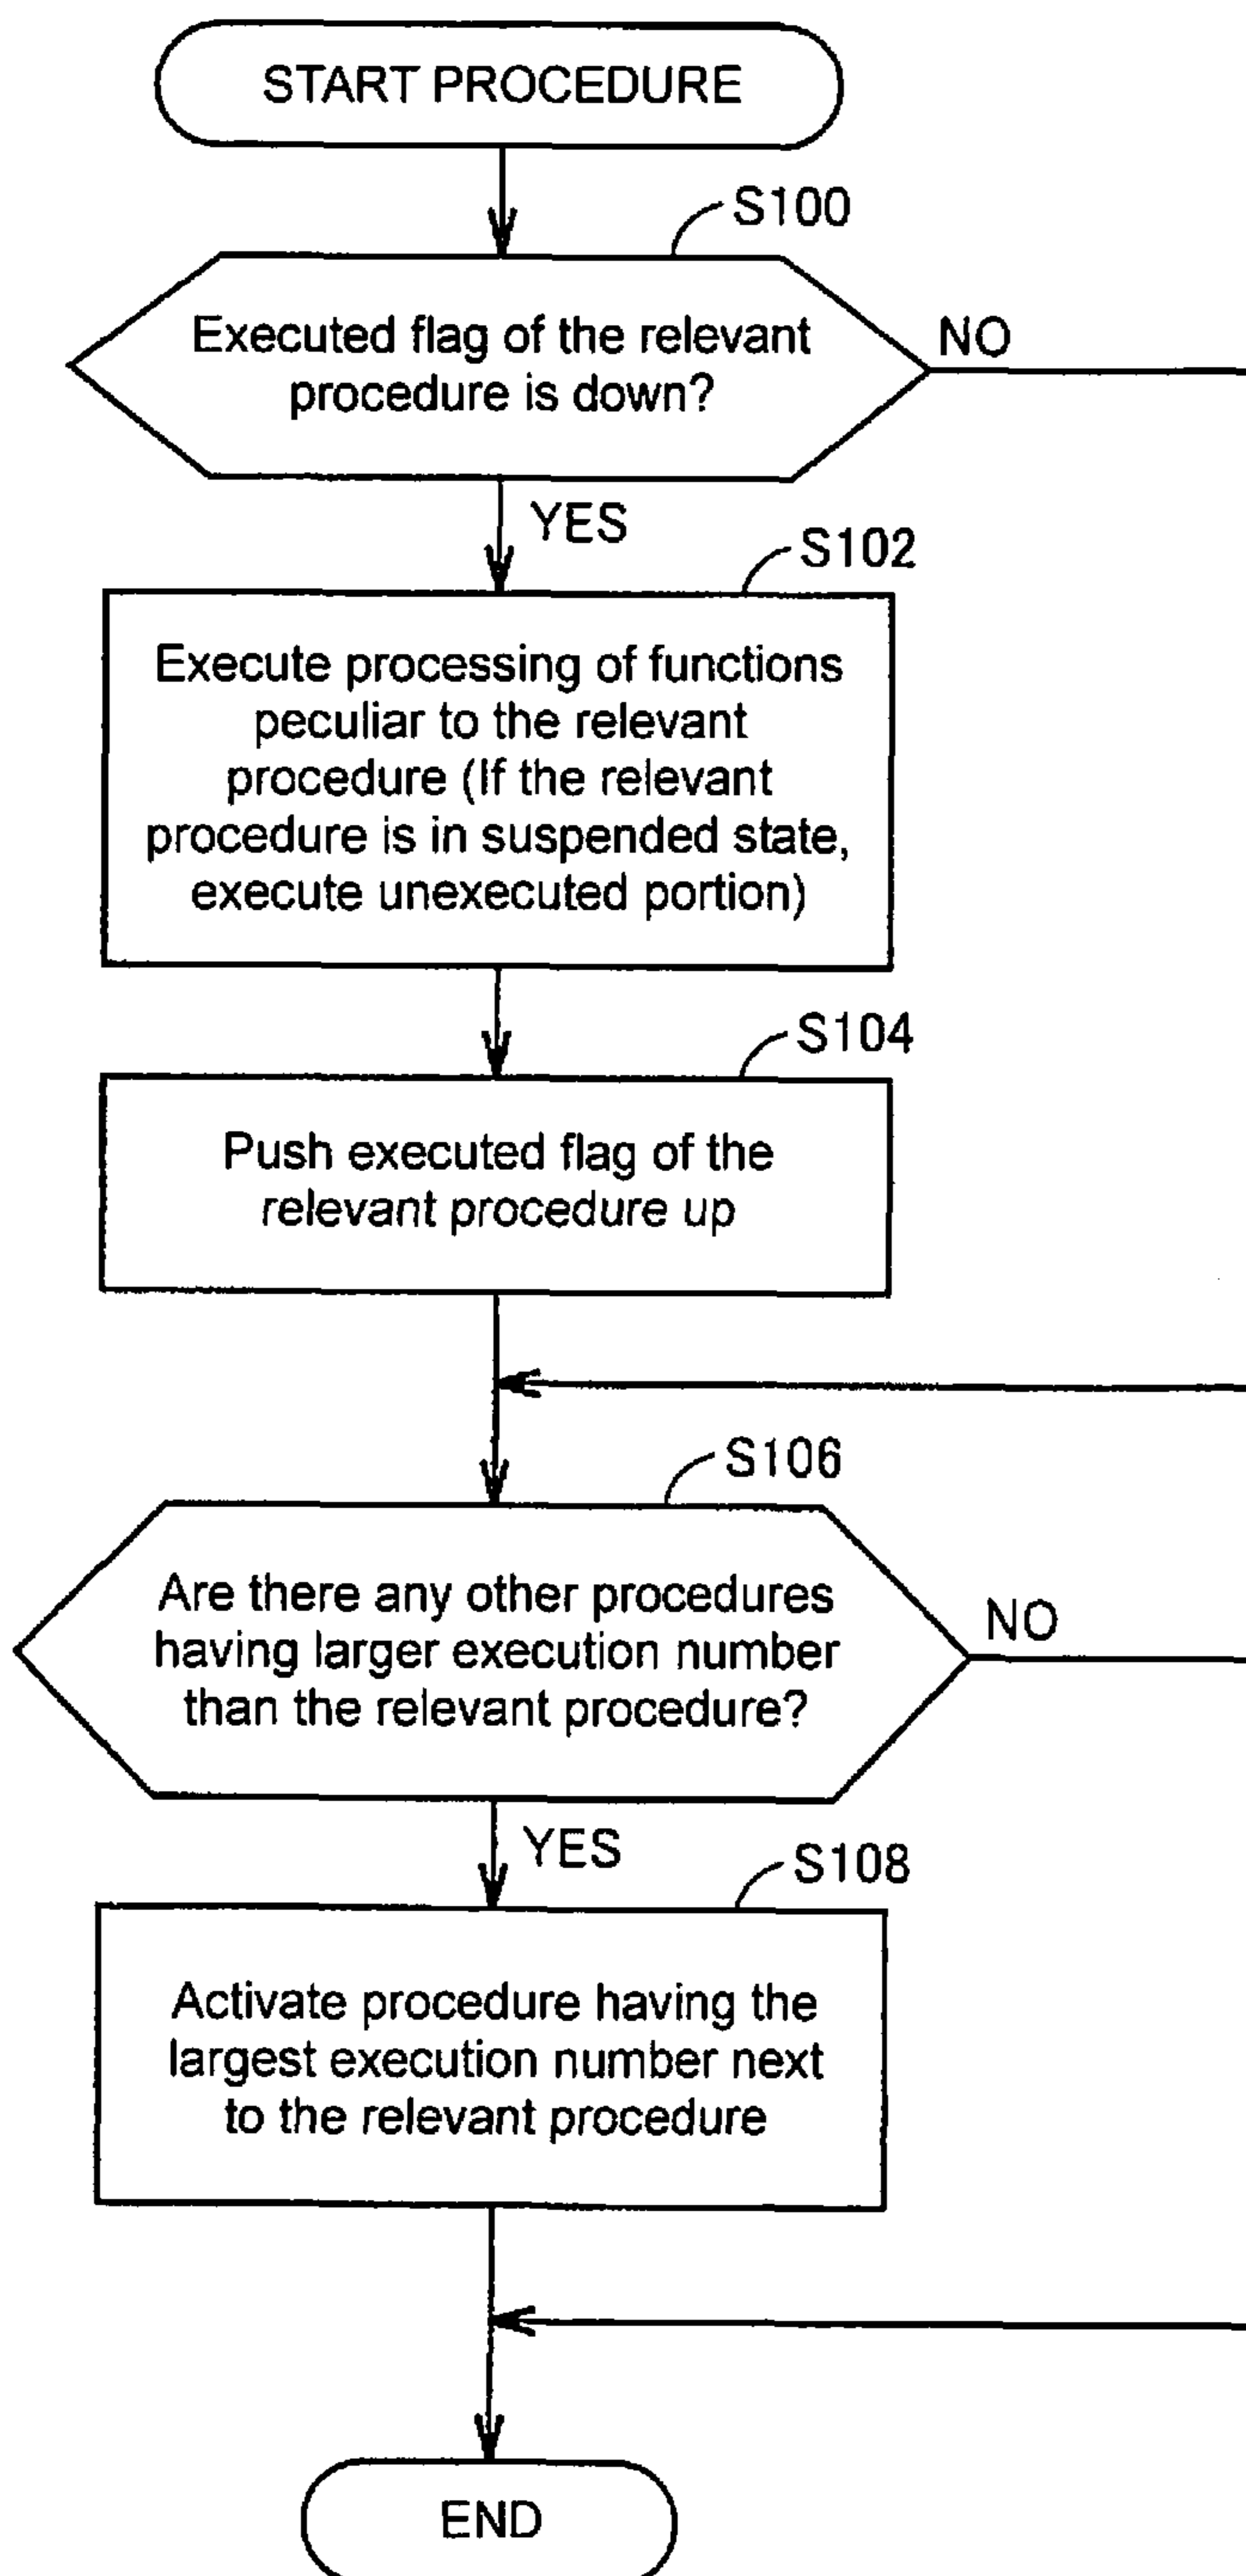 START PROCEDURE
S100
Executed flag of the relevant
procedure is down?
NO
YES
S102
Execute processing of functions
peculiar to the relevant
procedure (If the relevant
procedure is in suspended state,
execute unexecuted portion)
S104
Push executed flag of the
relevant procedure up
S106
Are there any other procedures
having larger execution number
than the relevant procedure?
NO
YES
S108
Activate procedure having the
largest execution number next
to the relevant procedure
END